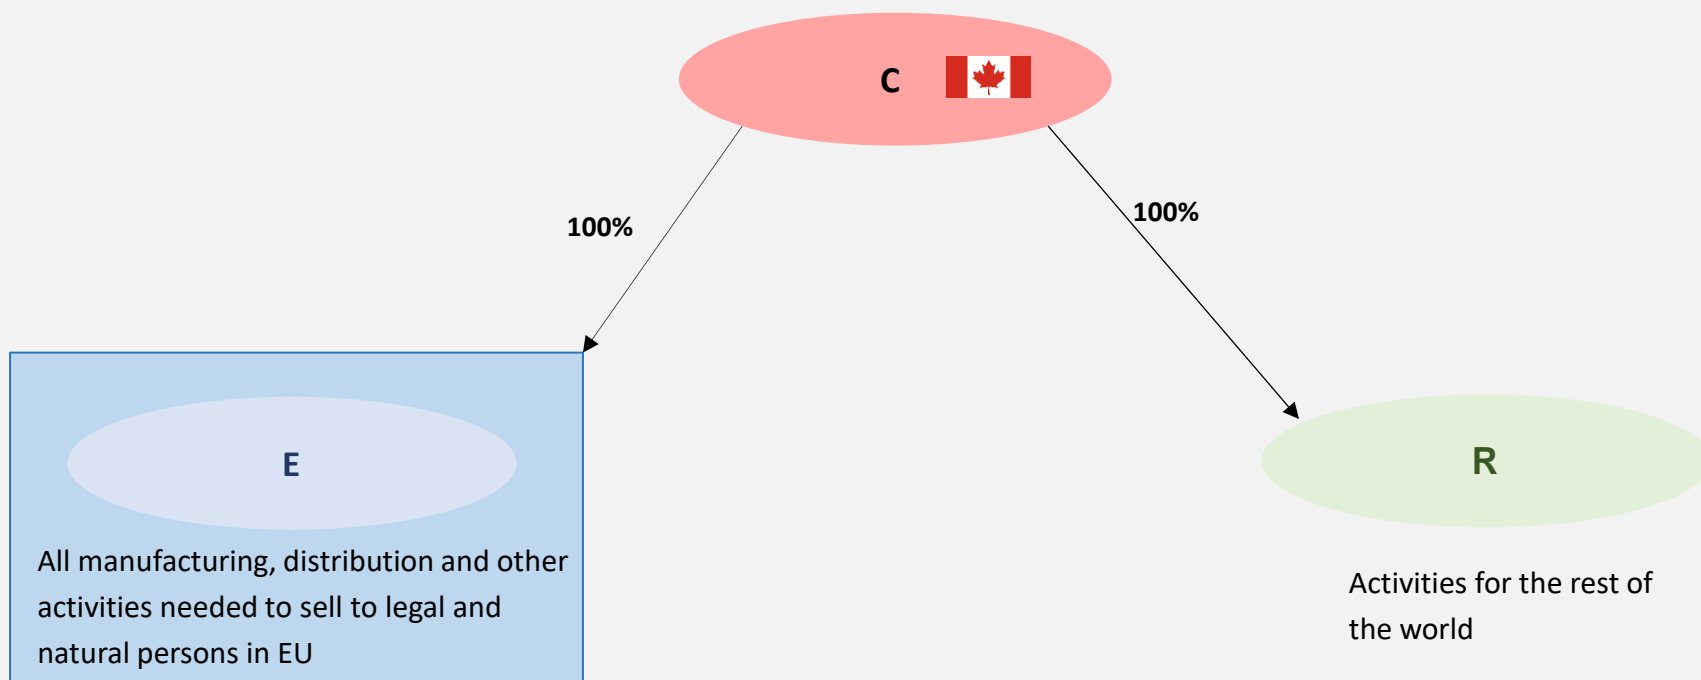 C
100%
100%
E
R
All manufacturing, distribution and other
activities needed to sell to legal and
natural persons in EU
Activities for the rest of
the world